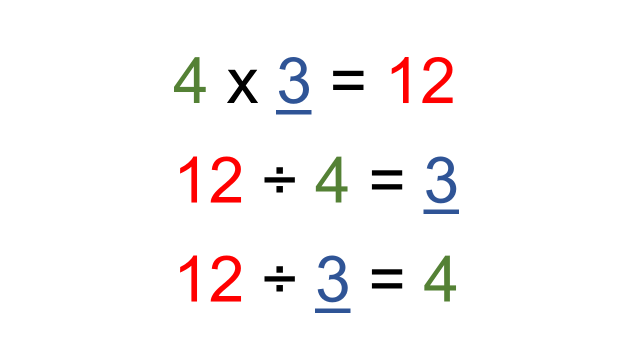 4 x 3 = 12
12 ÷ 4 = 3
12 ÷ 3 = 4